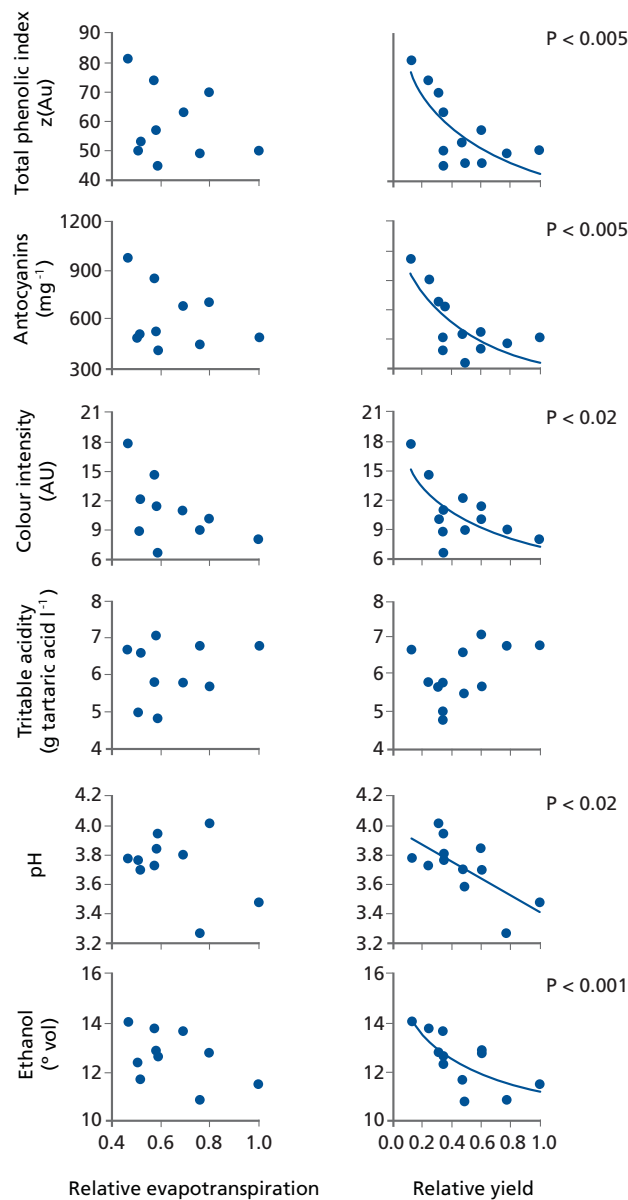 Total phenolic index
z(Au)
90
80
70
60
50
40
P < 0.005
Antocyanins
(mg⁻¹)
1200
900
600
300
P < 0.005
Colour intensity
(AU)
21
18
15
12
9
6
21
18
15
12
9
6
P < 0.02
Tritable acidity
(g tartaric acid l⁻¹)
8
7
6
5
4
8
7
6
5
4
pH
4.2
4.0
3.8
3.6
3.4
3.2
4.2
4.0
3.8
3.6
3.4
3.2
P < 0.02
Ethanol
(° vol)
16
14
12
10
16
14
12
10
P < 0.001
0.4 0.6 0.8 1.0
0.0 0.2 0.4 0.6 0.8 1.0
Relative evapotranspiration
Relative yield